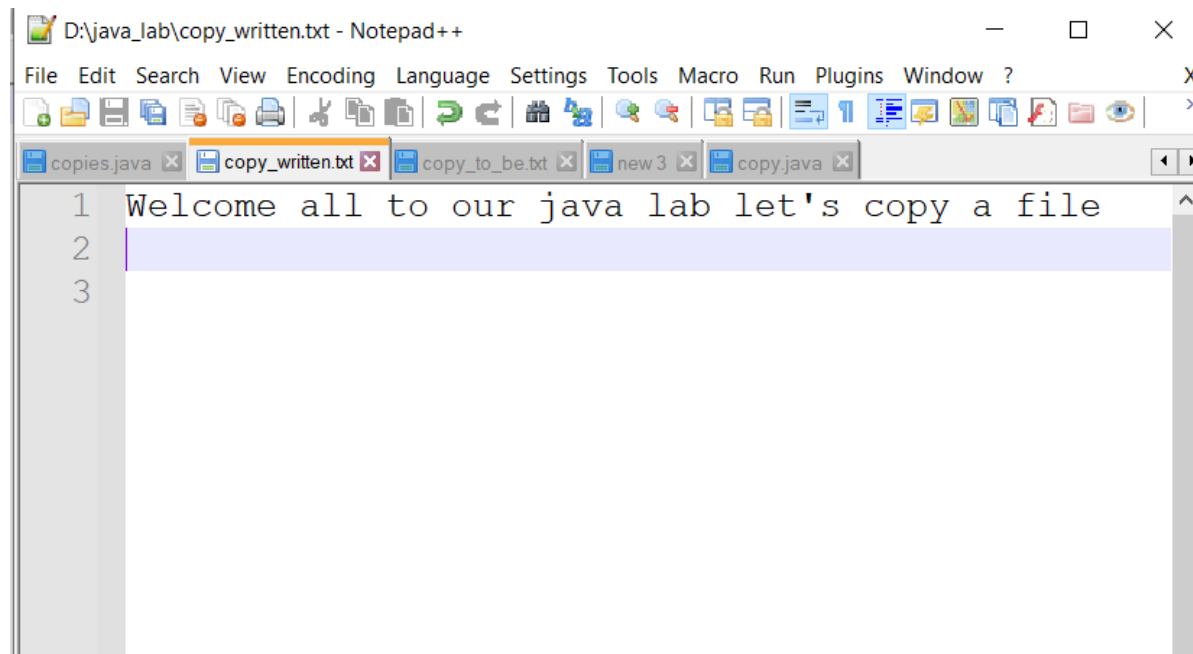 D:\java_lab\copy_written.txt - Notepad++
File Edit Search View Encoding Language Settings Tools Macro Run Plugins Window ? X
copies.java copy_written.txt copy_to_be.txt new 3 copy.java
1 Welcome all to our java lab let's copy a file
2
3